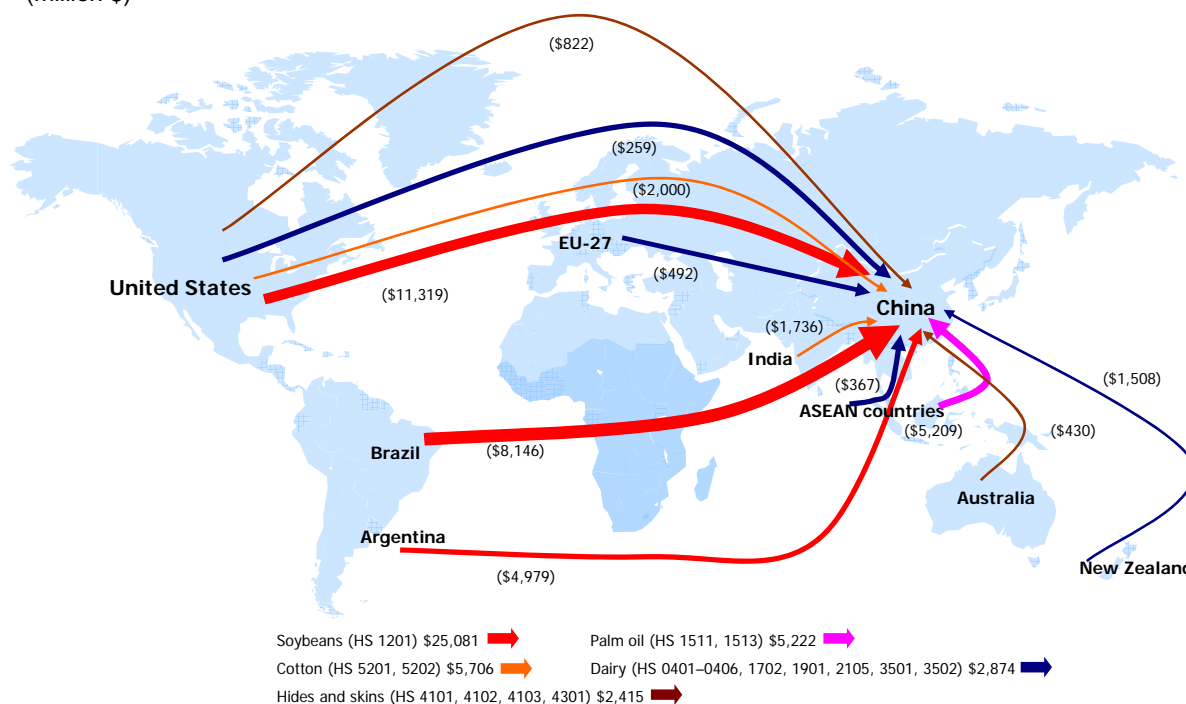 (million $)
($822)
($259)
($2,000)
EU-27
($492)
United States
($11,319)
China
($1,736)
India
($367)
($1,508)
ASEAN countries
($5,209)
($430)
Brazil
($8,146)
Australia
Argentina
($4,979)
New Zealand
Soybeans (HS 1201) $25,081
Palm oil (HS 1511, 1513) $5,222
Cotton (HS 5201, 5202) $5,706
Dairy (HS 0401–0406, 1702, 1901, 2105, 3501, 3502) $2,874
Hides and skins (HS 4101, 4102, 4103, 4301) $2,415